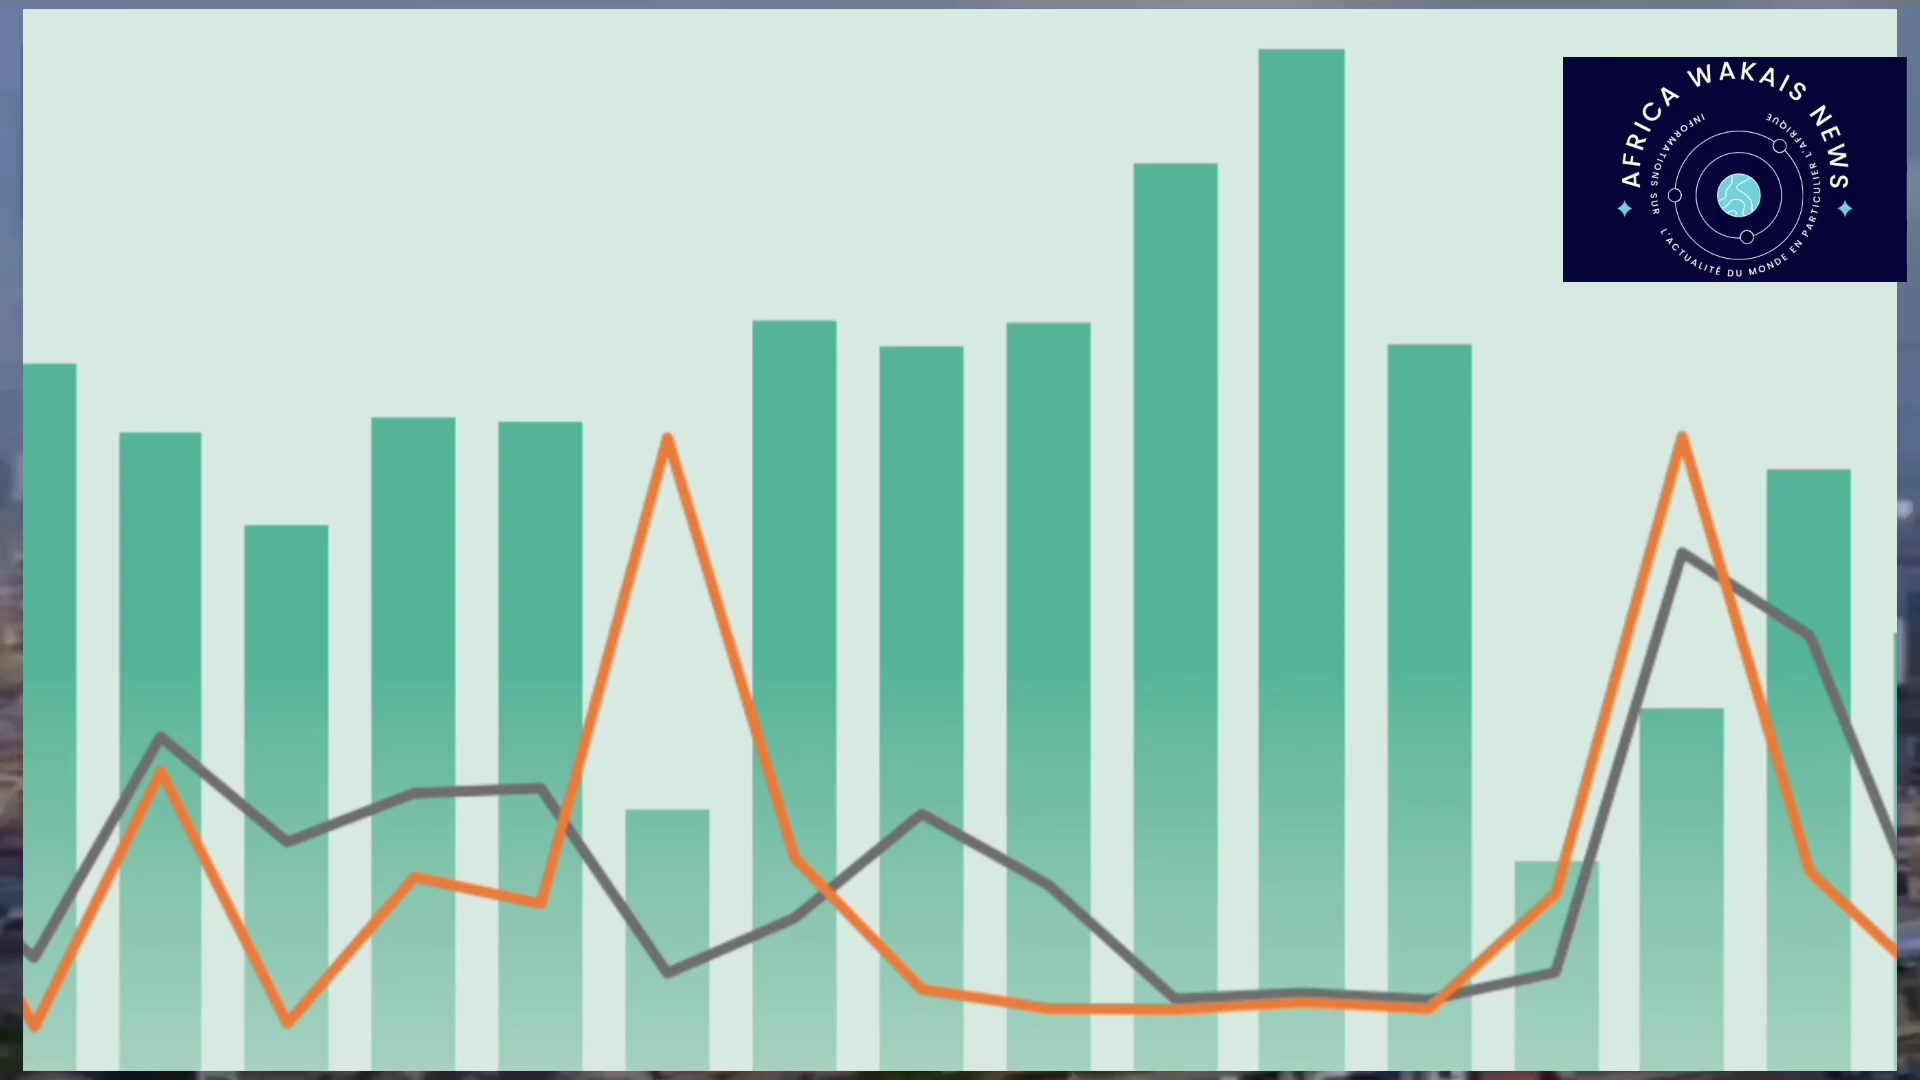 AFRICA WAKAIS NEWS
INFORMATIONS SUR L'ACTUALITÉ DU MONDE EN PARTICULIER L'AFRIQUE